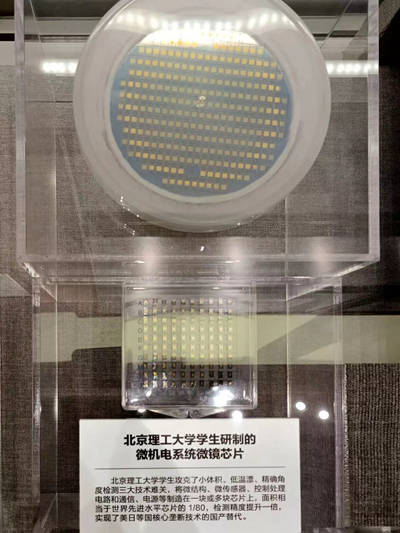 北京理工大学学生研制的
微机电系统微镜芯片
北京理工大学学生攻克了小体积、低温漂、精确角
度检测三大技术难关，将微结构、微传感器、控制处理
电路和通信、电源等制造在一块或多块芯片上，面积相
当于世界先进水平芯片的 1/80，检测精度提升一倍，
实现了美日等国核心垄断技术的国产替代。